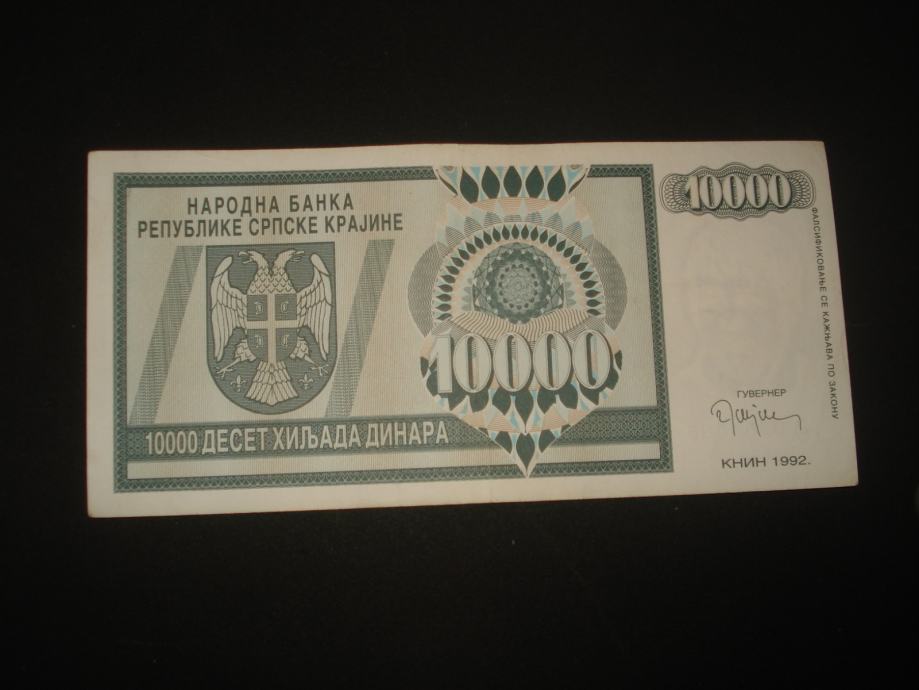 НАРОДНА БАНКА
РЕПУБЛИКЕ СРПСКЕ КРАЈИНЕ
10000
10000
10000 ДЕСЕТ ХИЉАДА ДИНАРА
ФАЛСИФИКОВАЊЕ СЕ КАЖЊАВА ПО ЗАКОНУ
ГУВЕРНЕР
КНИН 1992.